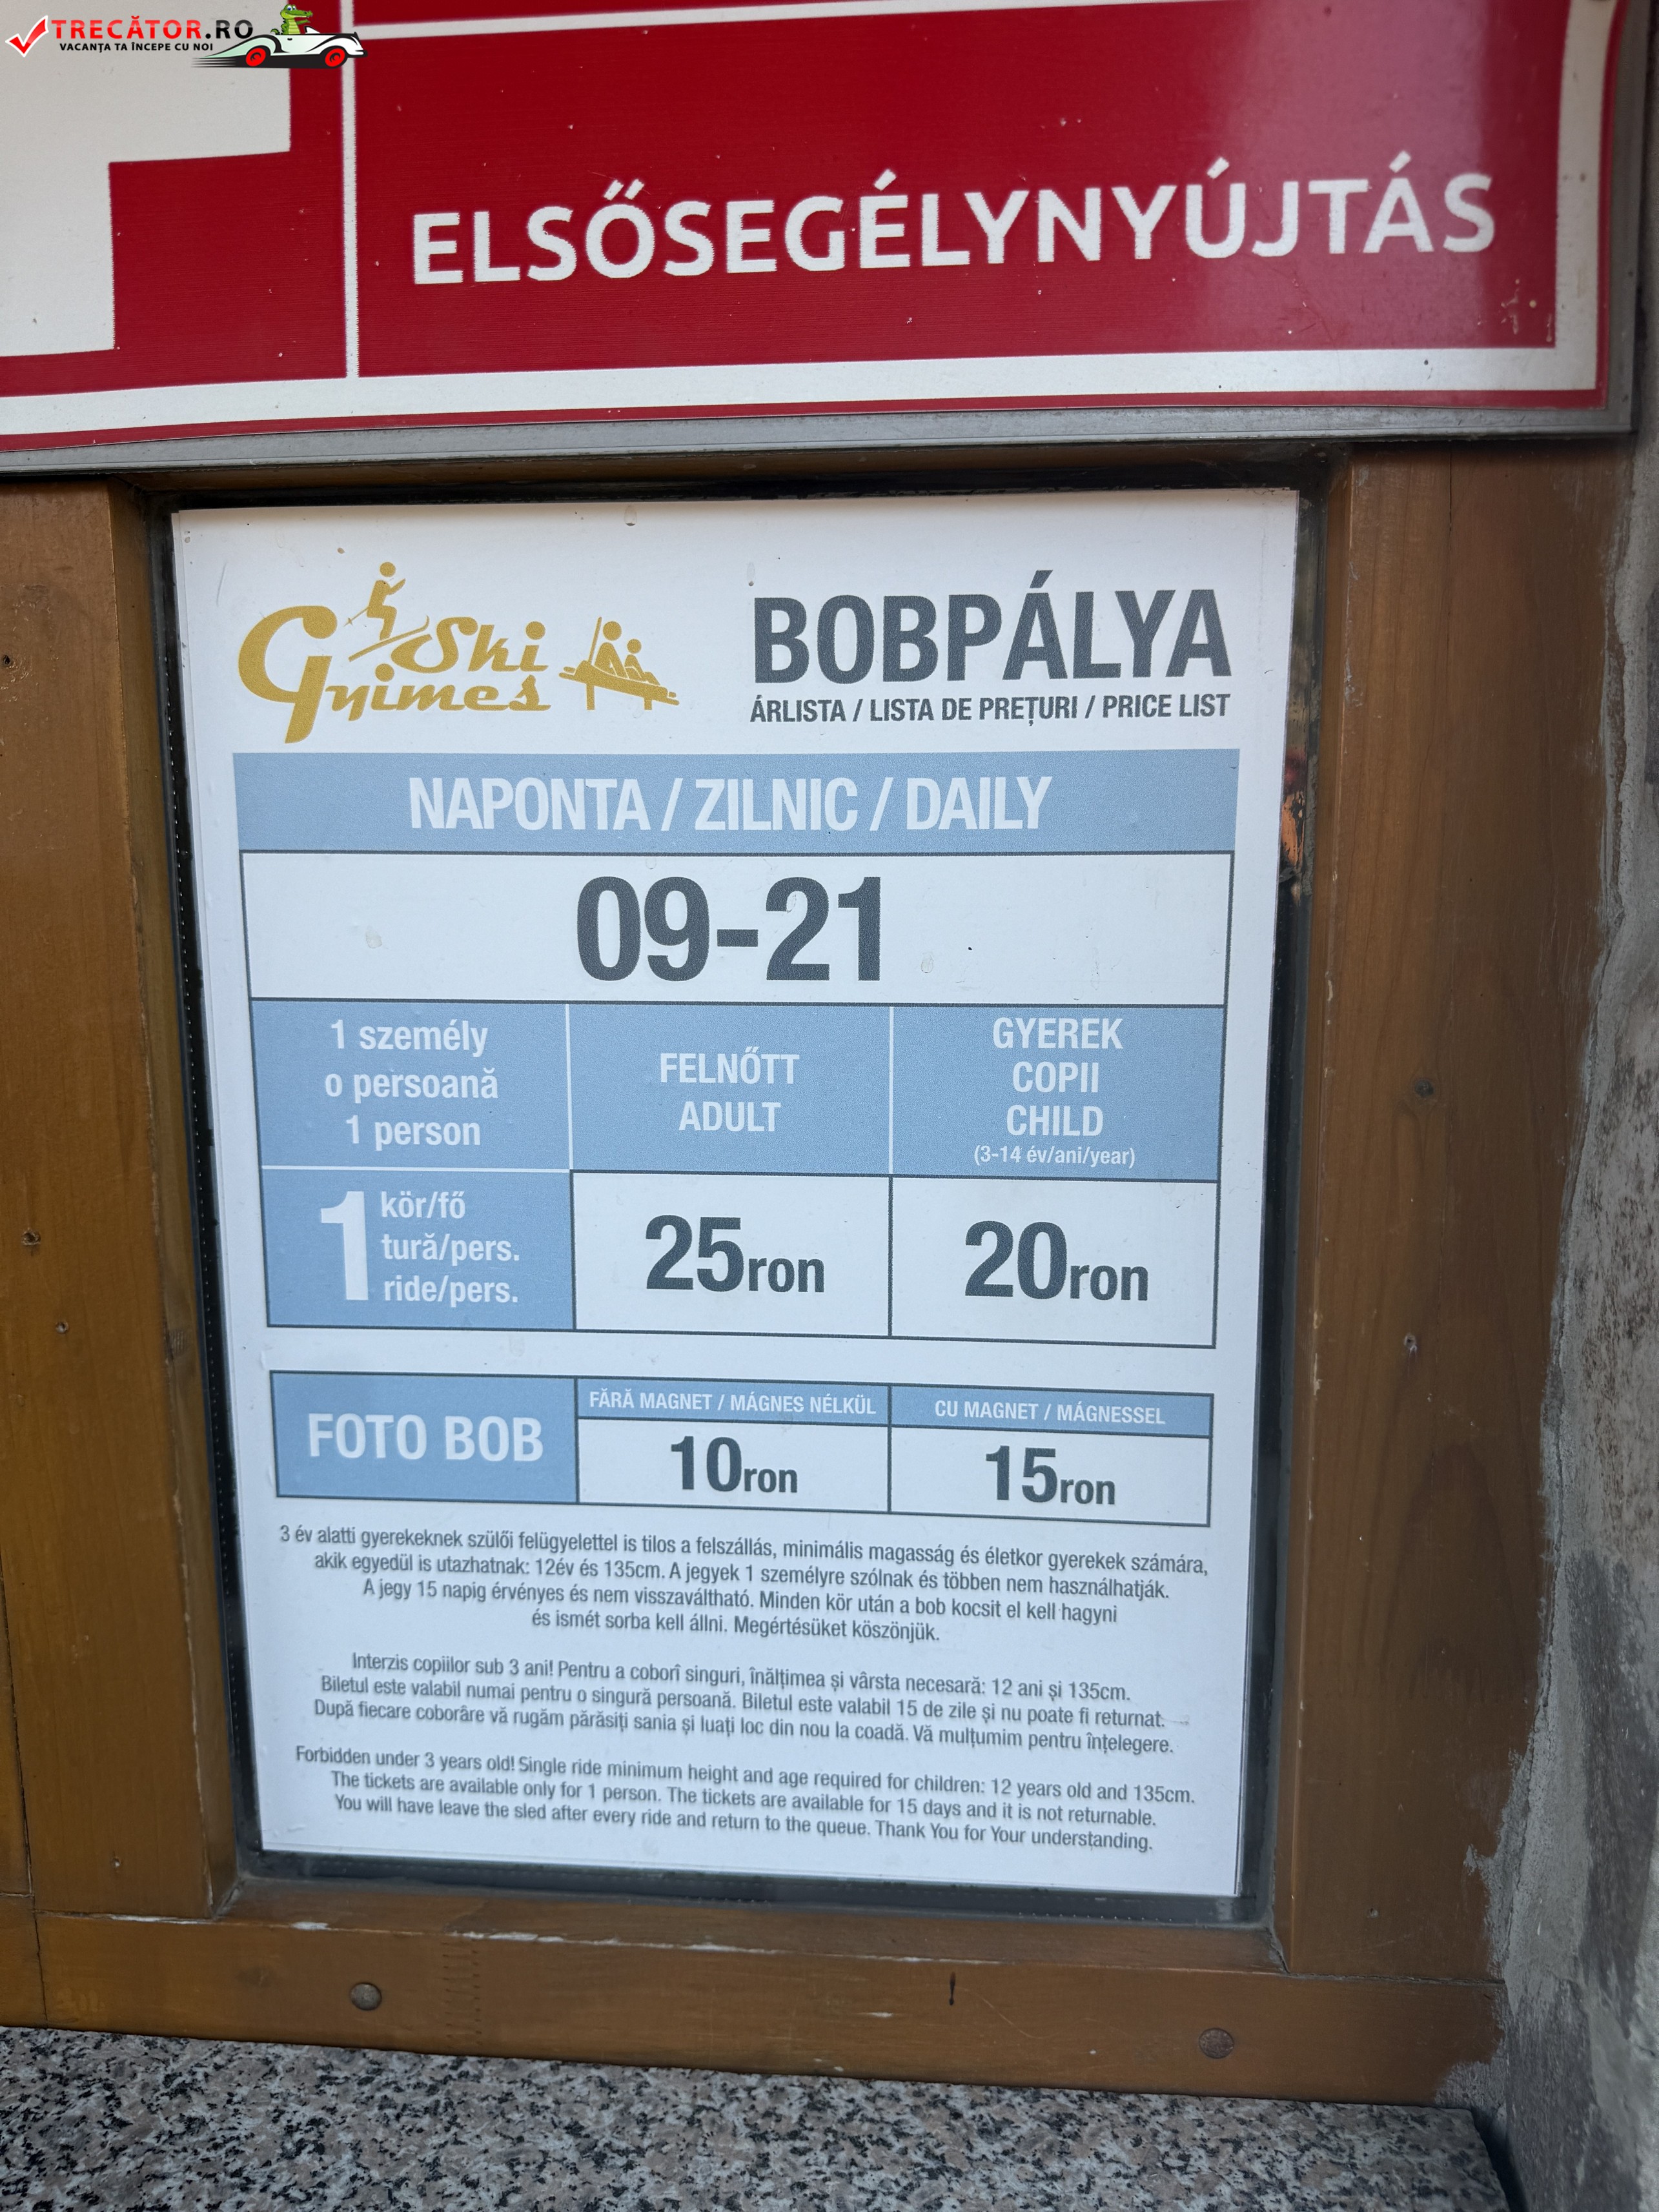 TRECĂTOR.RO
VACANȚA TA ÎNCEPE CU NOI
ELSŐSEGÉLYNYÚJTÁS
Ski
Gyimes
BOBPÁLYA
ÁRLISTA / LISTA DE PREȚURI / PRICE LIST
NAPONTA / ZILNIC / DAILY
09-21
1 személy
o persoană
1 person
FELNŐTT
ADULT
GYEREK
COPII
CHILD
(3-14 év/ani/year)
1 kör/fő
tură/pers.
ride/pers.
25ron
20ron
FOTO BOB
FĂRĂ MAGNET / MÁGNES NÉLKÜL
10ron
CU MAGNET / MÁGNESSEL
15ron
3 év alatti gyerekeknek szülői felügyelettel is tilos a felszállás, minimális magasság és életkor gyerekek számára,
akik egyedül is utazhatnak: 12év és 135cm. A jegyek 1 személyre szólnak és többen nem használhatják.
A jegy 15 napig érvényes és nem visszaváltható. Minden kör után a bob kocsit el kell hagyni
és ismét sorba kell állni. Megértésüket köszönjük.
Interzis copiilor sub 3 ani! Pentru a coborî singuri, înălțimea și vârsta necesară: 12 ani și 135cm.
Biletul este valabil numai pentru o singură persoană. Biletul este valabil 15 de zile și nu poate fi returnat.
După fiecare coborâre vă rugăm părăsiți sania și luați loc din nou la coadă. Vă mulțumim pentru înțelegere.
Forbidden under 3 years old! Single ride minimum height and age required for children: 12 years old and 135cm.
The tickets are available only for 1 person. The tickets are available for 15 days and it is not returnable.
You will have leave the sled after every ride and return to the queue. Thank You for Your understanding.